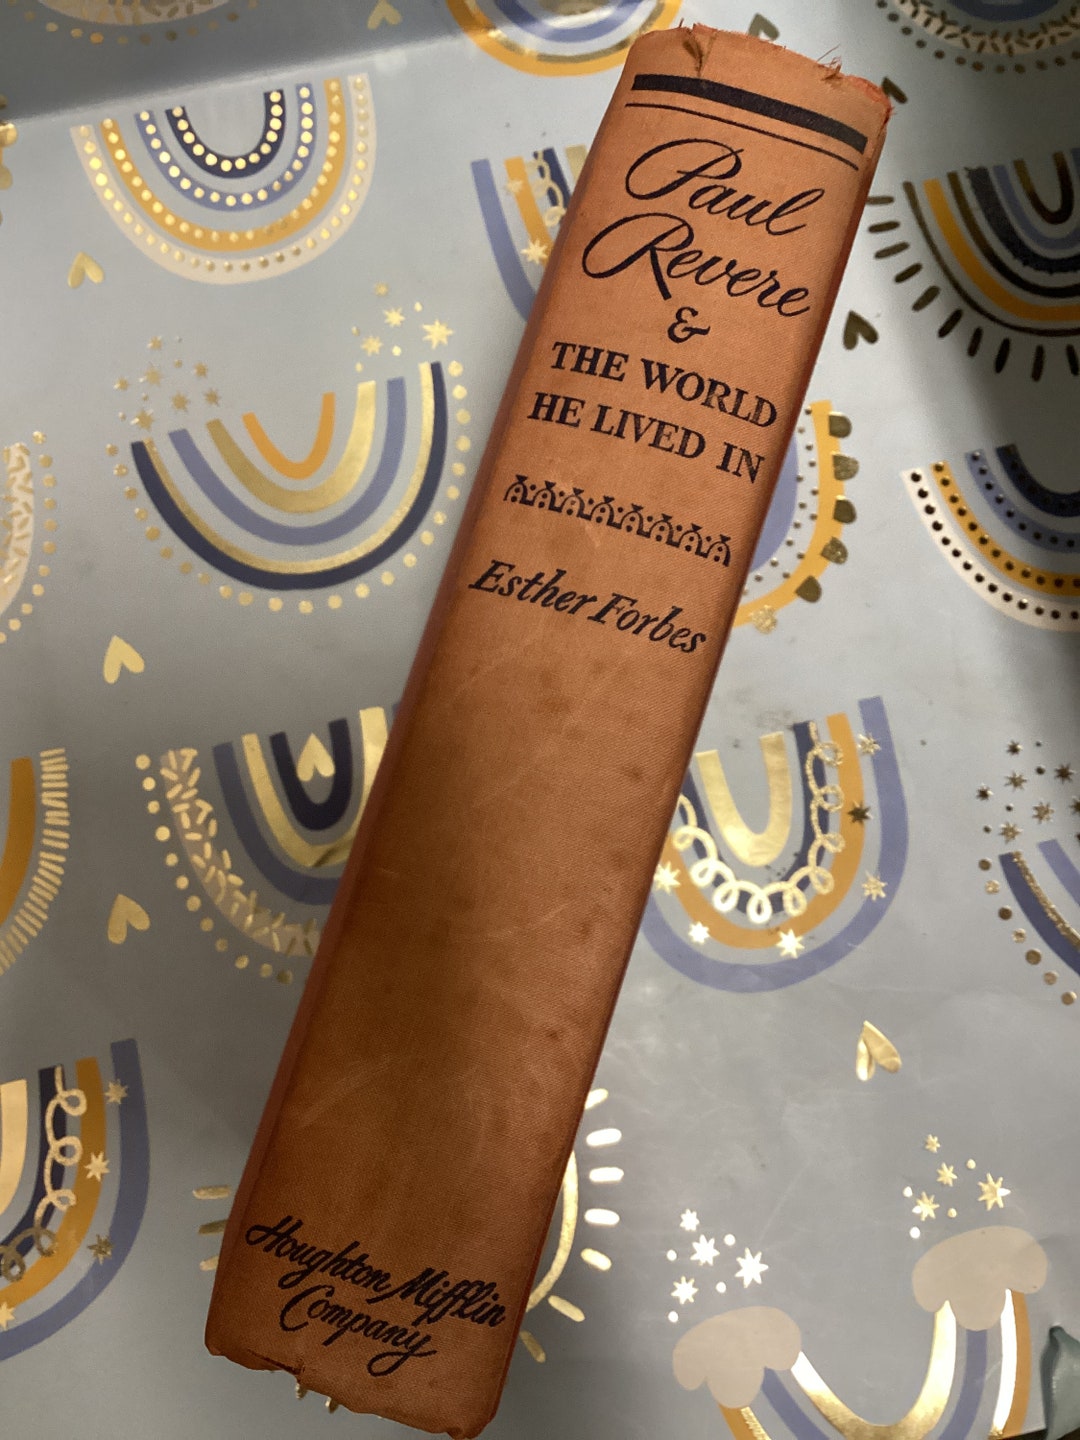 Paul
Revere
&
THE WORLD
HE LIVED IN
Esther Forbes
Houghton Mifflin
Company